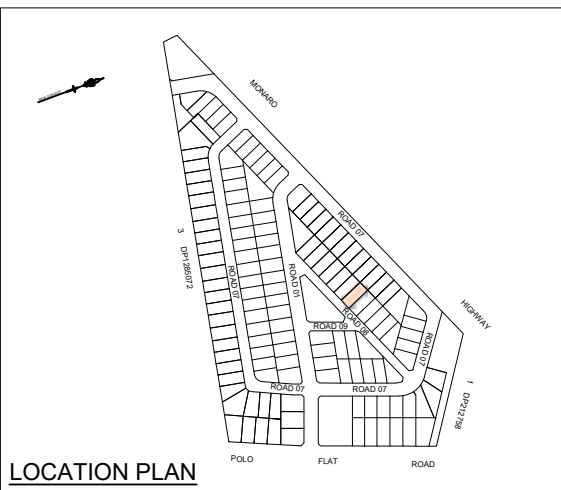 MONARO
HIGHWAY
ROAD 07
3 DP1285072
ROAD 07
ROAD 01
ROAD 08
ROAD 09
ROAD 07
ROAD 07
ROAD 07
1 DP212758
POLO FLAT ROAD
LOCATION PLAN